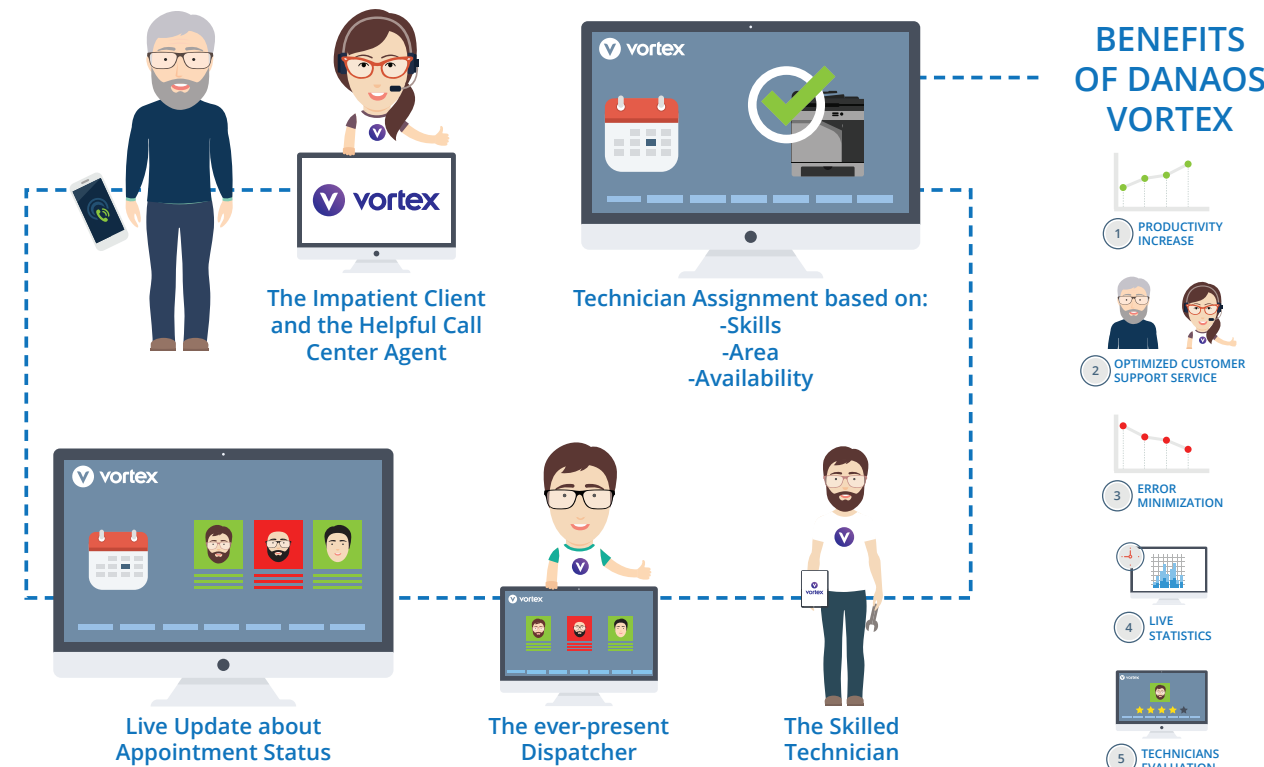 vortex
The Impatient Client
and the Helpful Call
Center Agent
vortex
Technician Assignment based on:
-Skills
-Area
-Availability
vortex
Live Update about
Appointment Status
vortex
The ever-present
Dispatcher
vortex
The Skilled
Technician
BENEFITS
OF DANAOS
VORTEX
1 PRODUCTIVITY
INCREASE
2 OPTIMIZED CUSTOMER
SUPPORT SERVICE
3 ERROR
MINIMIZATION
4 LIVE
STATISTICS
vortex
5 TECHNICIANS
EVALUATION